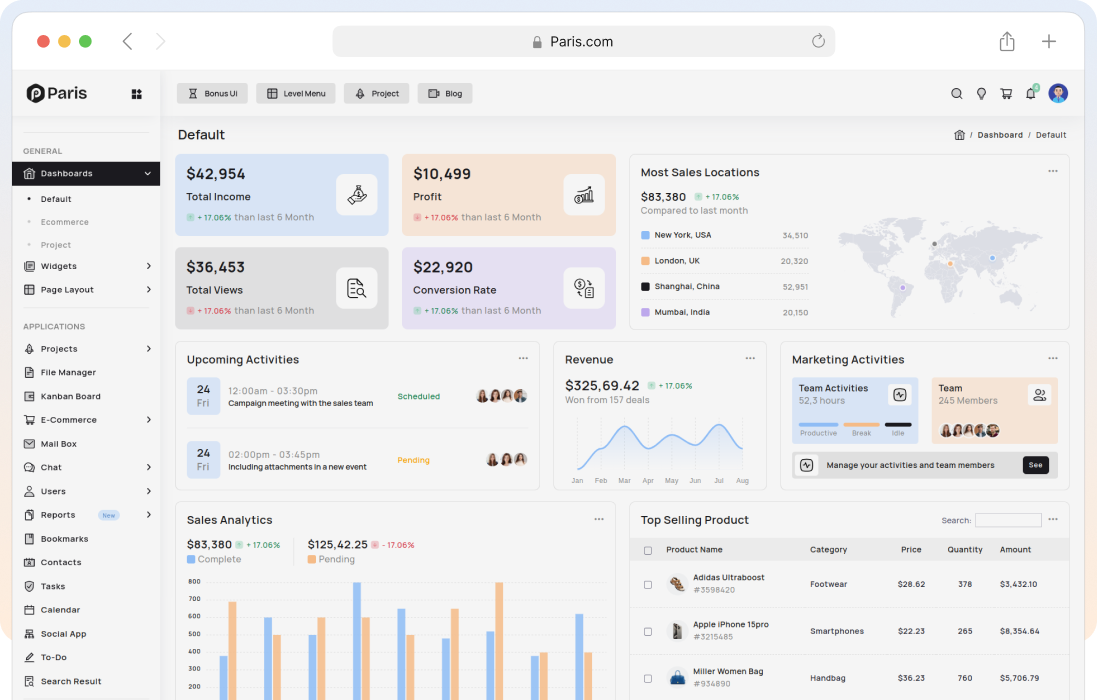 Paris.com
Paris
Bonus Ui
Level Menu
Project
Blog
4
Default
/ Dashboard / Default
GENERAL
Dashboards
Default
Ecommerce
Project
Widgets
Page Layout
APPLICATIONS
Projects
File Manager
Kanban Board
E-Commerce
Mail Box
Chat
Users
Reports New
Bookmarks
Contacts
Tasks
Calendar
Social App
To-Do
Search Result
$42,954
Total Income
+ 17.06% than last 6 Month
$10,499
Profit
+ 17.06% than last 6 Month
$36,453
Total Views
+ 17.06% than last 6 Month
$22,920
Conversion Rate
+ 17.06% than last 6 Month
Most Sales Locations
$83,380 + 17.06%
Compared to last month
New York, USA 34,510
London, UK 20,320
Shanghai, China 52,951
Mumbai, India 20,150
Upcoming Activities
24
Fri
12:00am - 03:30pm
Campaign meeting with the sales team
Scheduled
24
Fri
02:00pm - 03:45pm
Including attachments in a new event
Pending
Revenue
$325,69.42 + 17.06%
Won from 157 deals
Jan Feb Mar Apr May Jun Jul Aug
Marketing Activities
Team Activities
52,3 hours
Productive Break Idle
Team
245 Members
Manage your activities and team members
See
Sales Analytics
$83,380 + 17.06%
Complete
$125,42.25 - 17.06%
Pending
800
700
600
500
400
300
200
Top Selling Product
Search:
Product Name Category Price Quantity Amount
Adidas Ultraboost
#3598420
Footwear $28.62 378 $3,432.10
Apple iPhone 15pro
#3215485
Smartphones $22.23 265 $8,354.64
Miller Women Bag
#934890
Handbag $36.23 760 $5,706.79